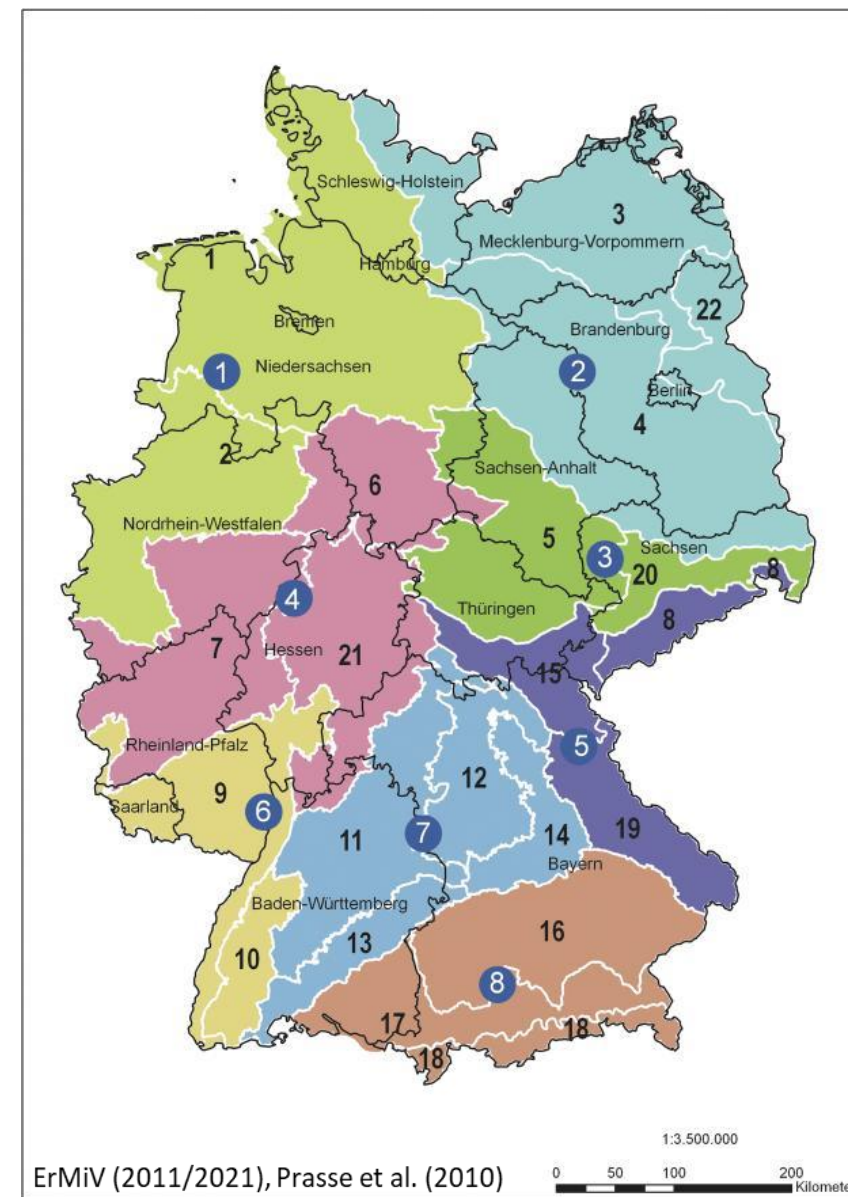 Schleswig-Holstein
3
Mecklenburg-Vorpommern
1
Hamburg
22
Bremen
Brandenburg
Niedersachsen
1
2
Berlin
4
2
6
Sachsen-Anhalt
Nordrhein-Westfalen
5
3
Sachsen
8
20
4
Thüringen
8
7
Hessen
21
15
Rheinland-Pfalz
5
12
Saarland
9
6
7
19
11
14
Bayern
Baden-Württemberg
16
13
10
8
17
18
18
1:3.500.000
ErMiV (2011/2021), Prasse et al. (2010)
0 50 100 200
Kilomete